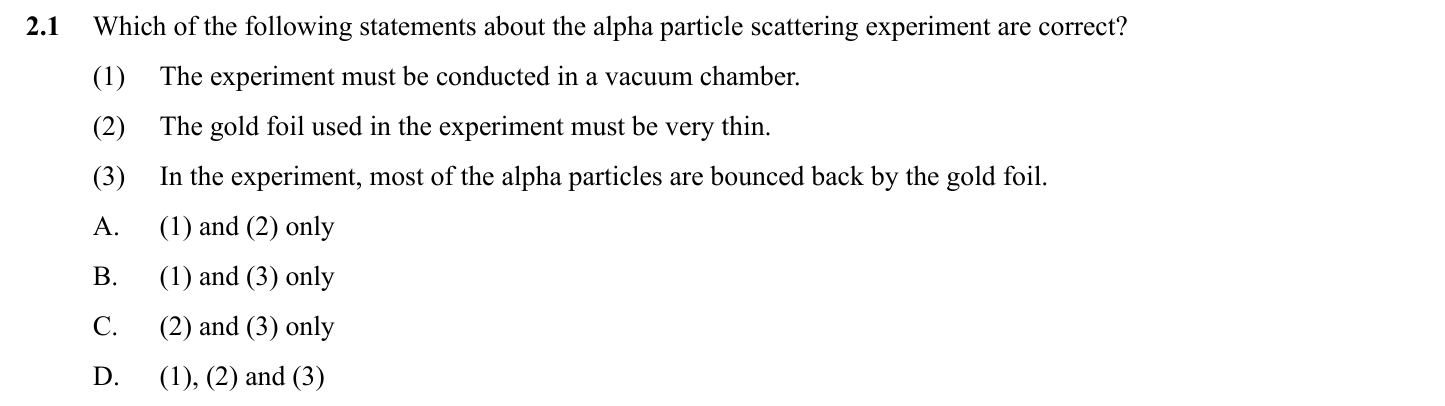 2.1 Which of the following statements about the alpha particle scattering experiment are correct?
(1) The experiment must be conducted in a vacuum chamber.
(2) The gold foil used in the experiment must be very thin.
(3) In the experiment, most of the alpha particles are bounced back by the gold foil.
A. (1) and (2) only
B. (1) and (3) only
C. (2) and (3) only
D. (1), (2) and (3)